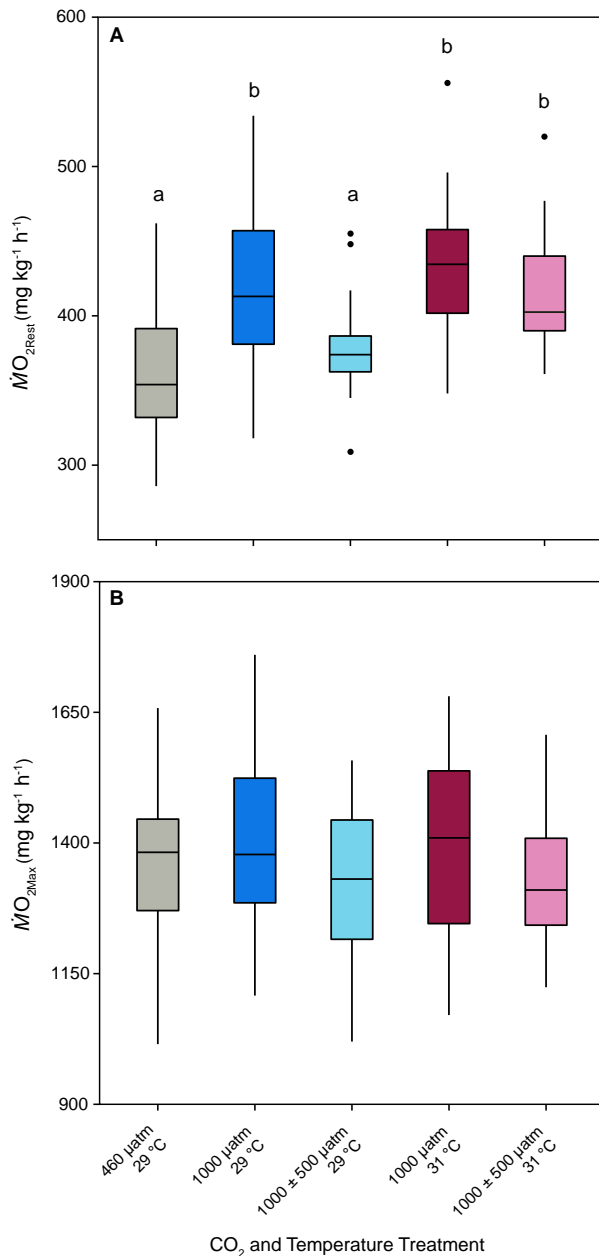 A
600
500
400
300
ṀO₂Rest (mg kg⁻¹ h⁻¹)
a
b
a
b
b
B
1900
1650
1400
1150
900
ṀO₂Max (mg kg⁻¹ h⁻¹)
460 µatm
29 °C
1000 µatm
29 °C
1000 ± 500 µatm
29 °C
1000 µatm
31 °C
1000 ± 500 µatm
31 °C
CO₂ and Temperature Treatment